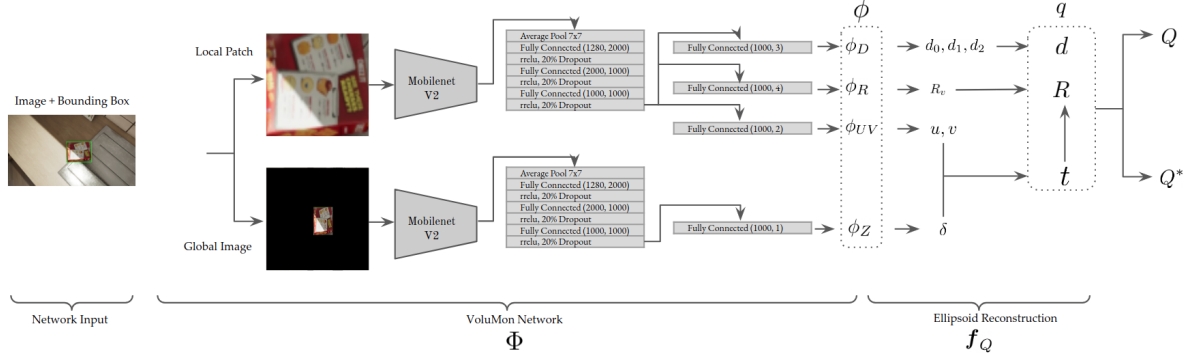 Image + Bounding Box
Local Patch
Global Image
Mobilenet
V2
Average Pool 7x7
Fully Connected (1280, 2000)
rrelu, 20% Dropout
Fully Connected (2000, 1000)
rrelu, 20% Dropout
Fully Connected (1000, 1000)
rrelu, 20% Dropout
Fully Connected (1000, 3)
Fully Connected (1000, 4)
Fully Connected (1000, 2)
Mobilenet
V2
Average Pool 7x7
Fully Connected (1280, 2000)
rrelu, 20% Dropout
Fully Connected (2000, 1000)
rrelu, 20% Dropout
Fully Connected (1000, 1000)
rrelu, 20% Dropout
Fully Connected (1000, 1)
ϕ
ϕ_D
ϕ_R
ϕ_UV
ϕ_Z
d₀, d₁, d₂
R_v
u, v
δ
q
d
R
t
Q
Q*
Network Input
VoluMon Network
Φ
Ellipsoid Reconstruction
f_Q